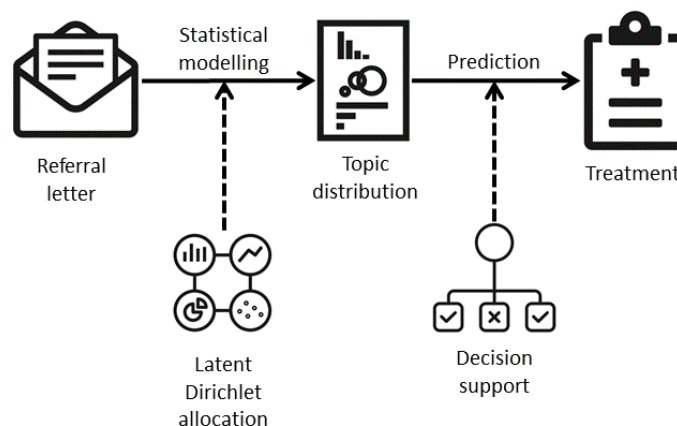 Statistical
modelling
Prediction
Referral
letter
Topic
distribution
Treatment
Latent
Dirichlet
allocation
Decision
support